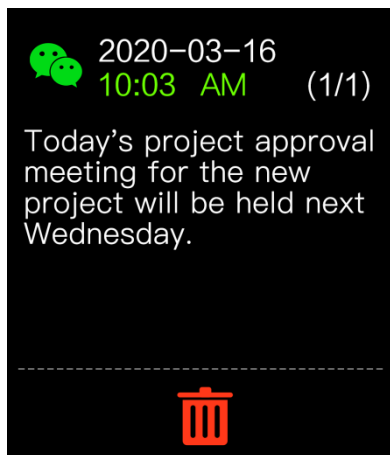 2020-03-16
10:03 AM (1/1)
Today's project approval
meeting for the new
project will be held next
Wednesday.